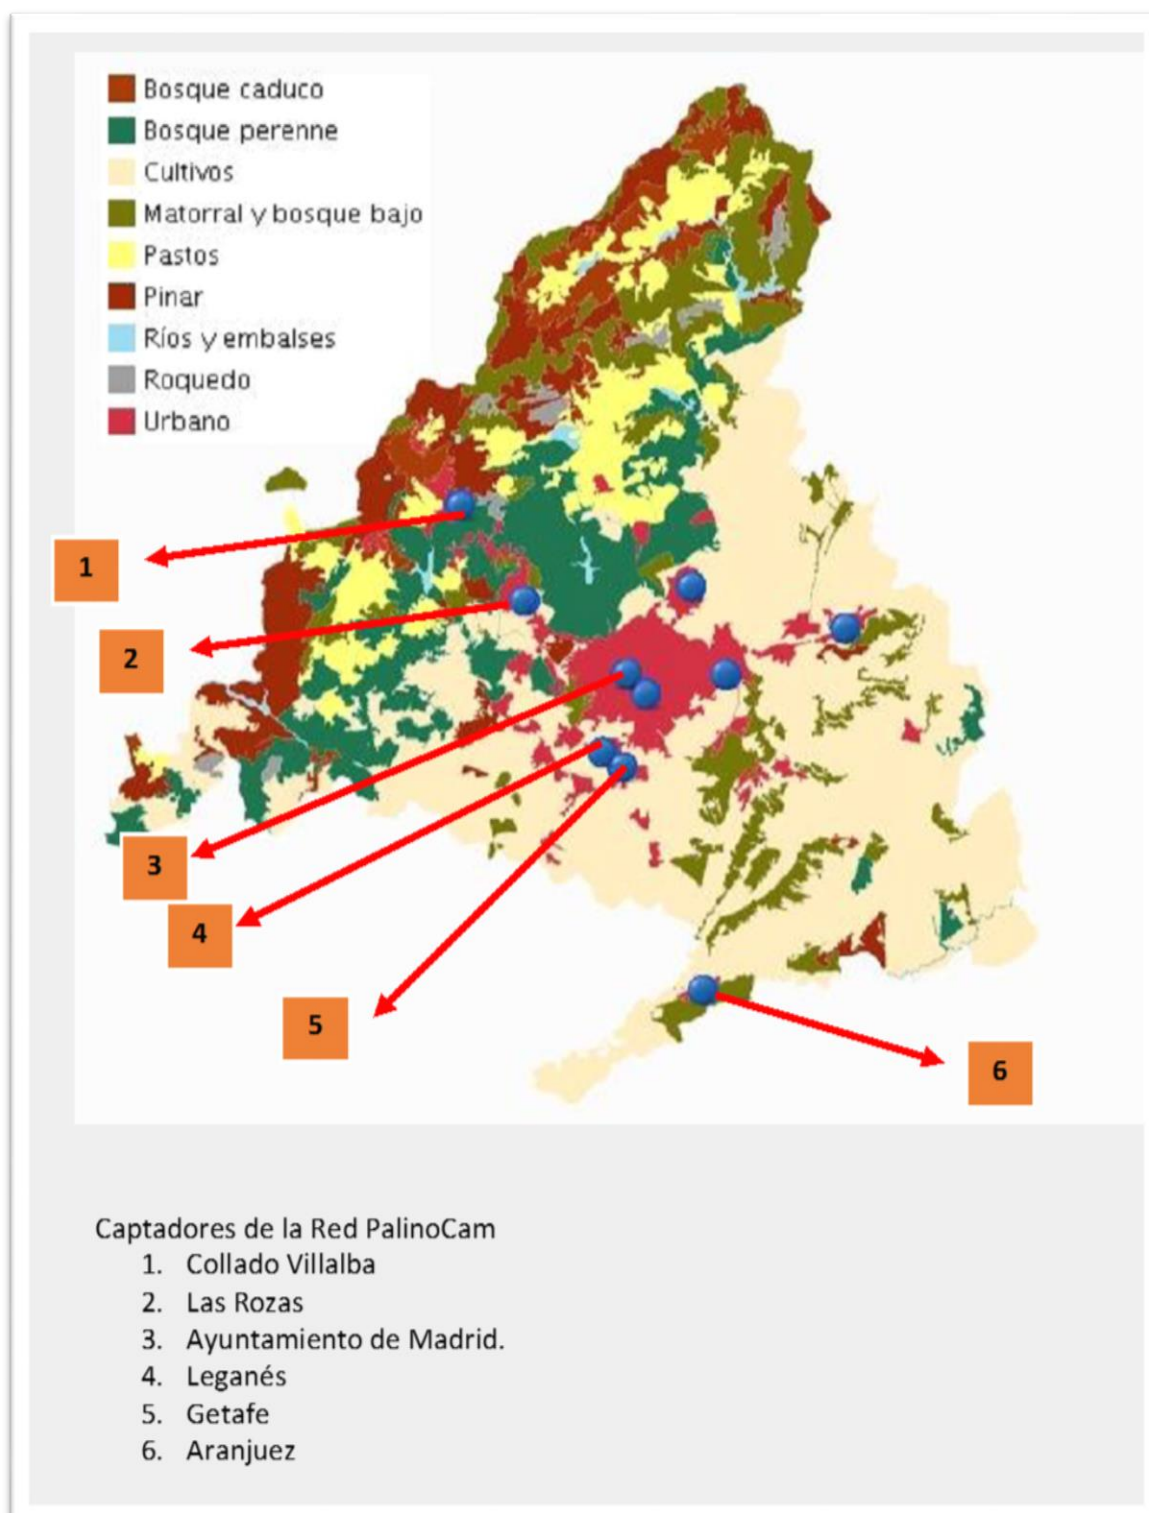 Bosque caduco
Bosque perenne
Cultivos
Matorral y bosque bajo
Pastos
Pinar
Ríos y embalses
Roquedo
Urbano
1
2
3
4
5
6
Captadores de la Red PalinoCam
1. Collado Villalba
2. Las Rozas
3. Ayuntamiento de Madrid.
4. Leganés
5. Getafe
6. Aranjuez